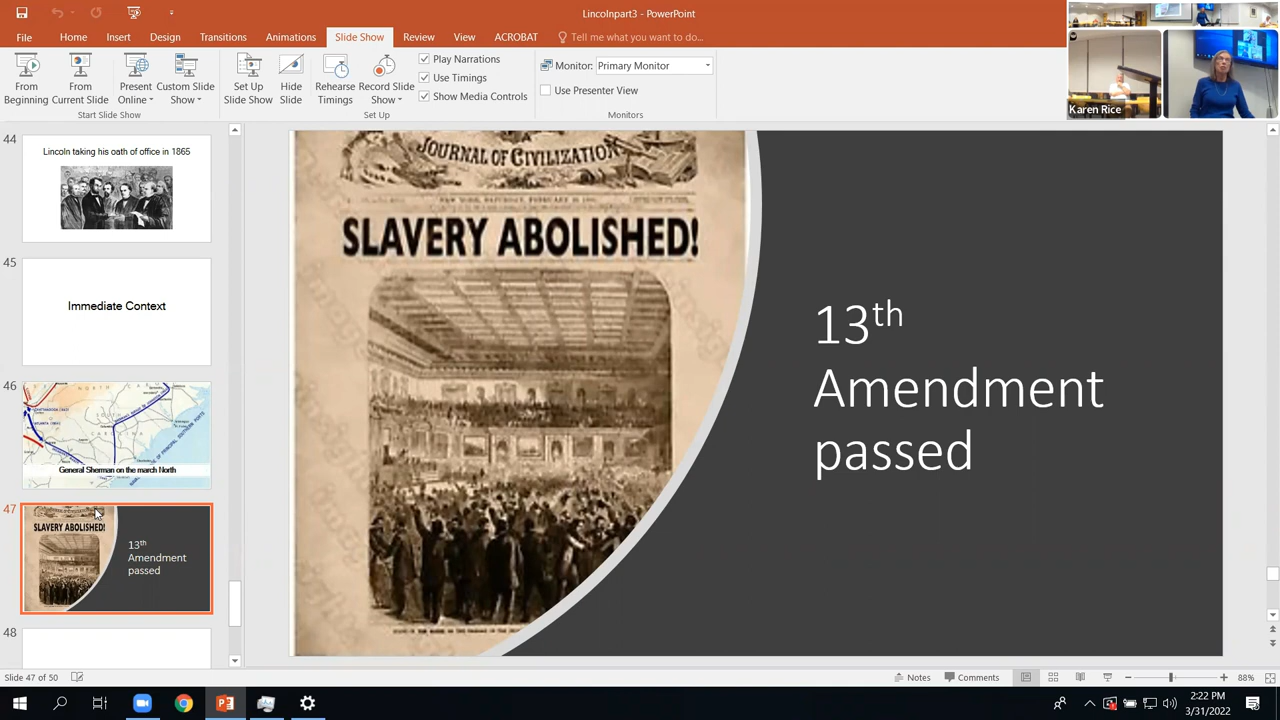 Lincolnpart3 - PowerPoint
File Home Insert Design Transitions Animations Slide Show Review View ACROBAT Tell me what you want to do...
From Beginning
From Current Slide
Present Online
Custom Slide Show
Start Slide Show
Set Up Slide Show
Hide Slide
Rehearse Timings
Record Slide Show
Play Narrations
Use Timings
Show Media Controls
Set Up
Monitor: Primary Monitor
Use Presenter View
Monitors
Karen Rice
44
Lincoln taking his oath of office in 1865
45
Immediate Context
46
General Sherman on the march North
47
SLAVERY ABOLISHED!
13th
Amendment
passed
48
JOURNAL OF CIVILIZATION
SLAVERY ABOLISHED!
13th
Amendment
passed
Slide 47 of 50
Notes
Comments
88%
2:22 PM
3/31/2022